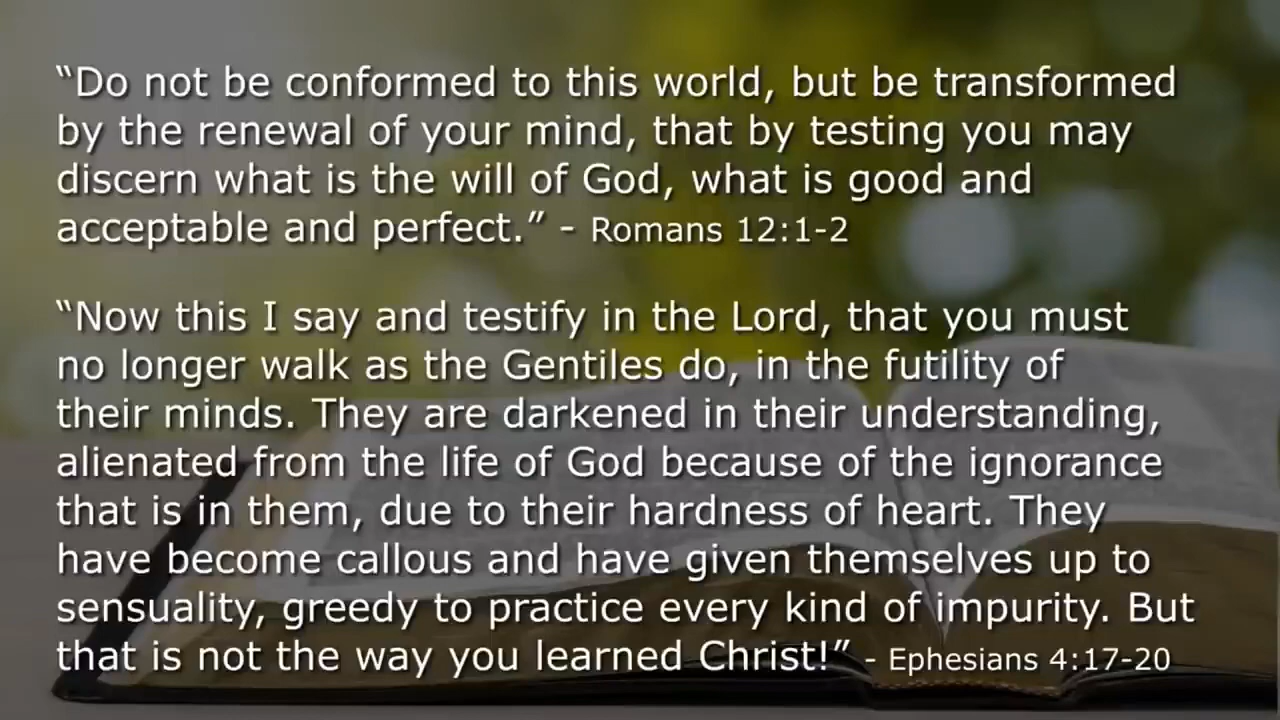 “Do not be conformed to this world, but be transformed
by the renewal of your mind, that by testing you may
discern what is the will of God, what is good and
acceptable and perfect.” - Romans 12:1-2
“Now this I say and testify in the Lord, that you must
no longer walk as the Gentiles do, in the futility of
their minds. They are darkened in their understanding,
alienated from the life of God because of the ignorance
that is in them, due to their hardness of heart. They
have become callous and have given themselves up to
sensuality, greedy to practice every kind of impurity. But
that is not the way you learned Christ!” - Ephesians 4:17-20